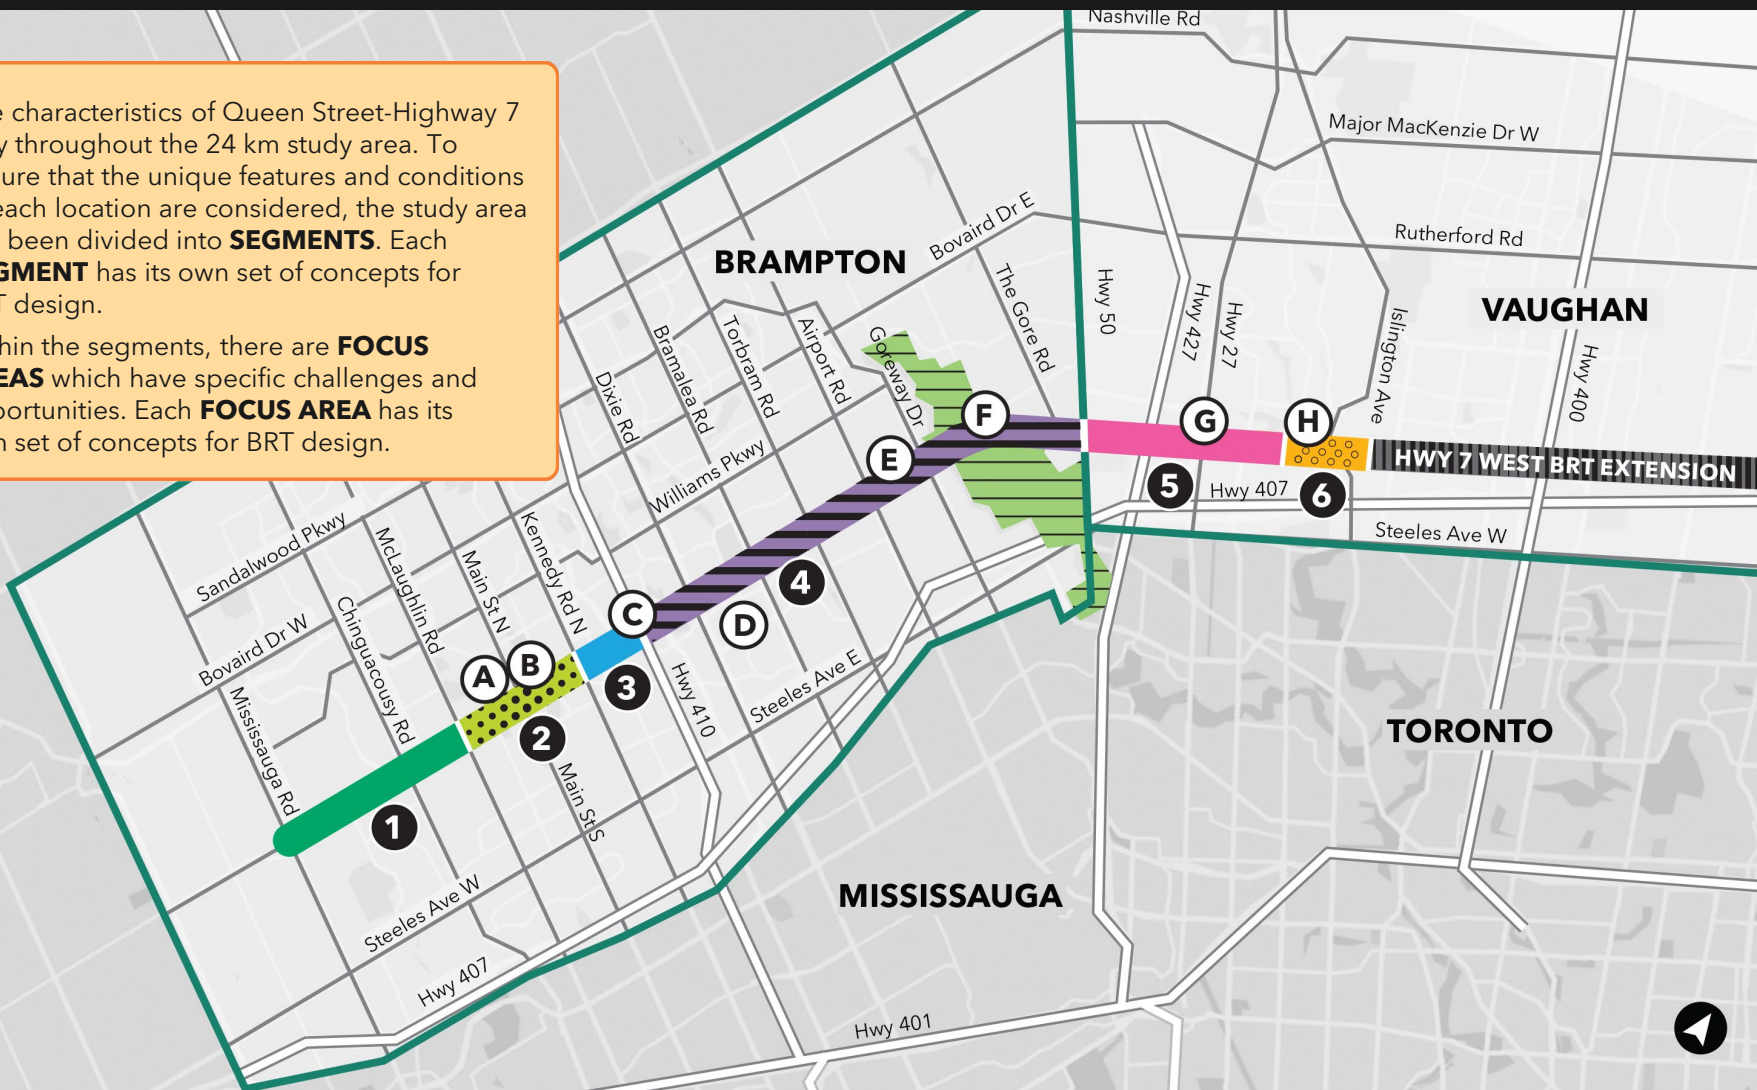 characteristics of Queen Street-Highway 7
throughout the 24 km study area. To
that the unique features and conditions
each location are considered, the study area
been divided into SEGMENTS. Each
has its own set of concepts for
design.
there are FOCUS
which have specific challenges and
Each FOCUS AREA has its
set of concepts for BRT design.
Nashville Rd
Major MacKenzie Dr W
Bovaird Dr E
Rutherford Rd
BRAMPTON
VAUGHAN
The Gore Rd
Hwy 50
Hwy 427
Hwy 27
Islington Ave
Hwy 400
Dixie Rd
Bramalea Rd
Torbram Rd
Airport Rd
Goreway Dr
Williams Pkwy
F
G
H
E
HWY 7 WEST BRT EXTENSION
5
Hwy 407
6
Steeles Ave W
Sandalwood Pkwy
McLaughlin Rd
Main St N
Kennedy Rd N
4
C
D
Chinguacousy Rd
Bovaird Dr W
A
B
3
Hwy 410
Steeles Ave E
Mississauga Rd
2
TORONTO
Main St S
1
MISSISSAUGA
Steeles Ave W
Hwy 407
Hwy 401